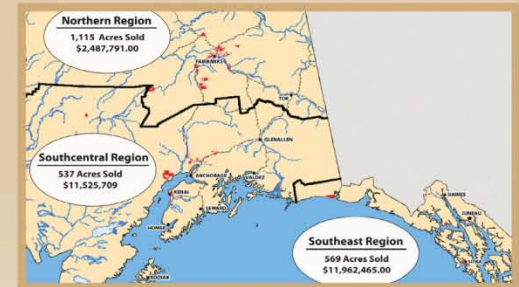 Northern Region
1,115 Acres Sold
$2,487,791.00
FAIRBANKS
TOK
GLENALLEN
Southcentral Region
537 Acres Sold
$11,525,709
ANCHORAGE
VALDEZ
KENAI
SEWARD
HOMER
KODIAK
HAINES
JUNEAU
SITKA
Southeast Region
569 Acres Sold
$11,962,465.00